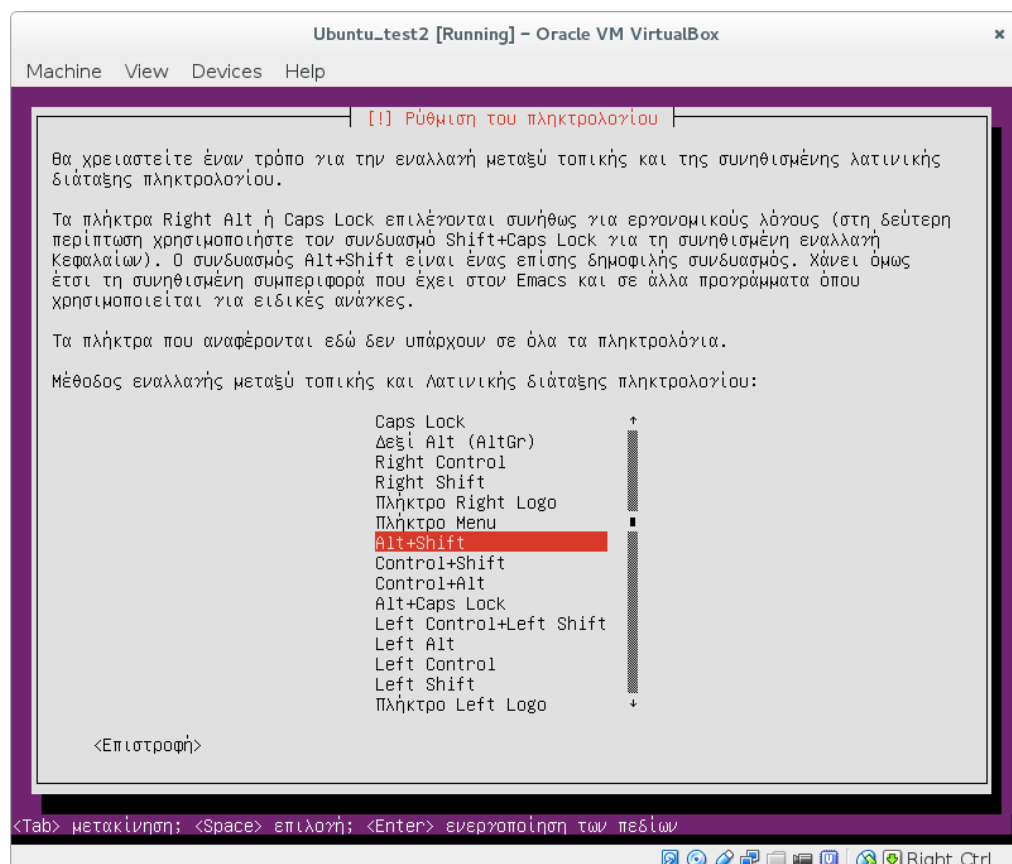 Ubuntu_test2 [Running] – Oracle VM VirtualBox
Machine View Devices Help
[!] Ρύθμιση του πληκτρολογίου
Θα χρειαστείτε έναν τρόπο για την εναλλαγή μεταξύ τοπικής και της συνηθισμένης λατινικής
διάταξης πληκτρολογίου.
Τα πλήκτρα Right Alt ή Caps Lock επιλέγονται συνήθως για εργονομικούς λόγους (στη δεύτερη
περίπτωση χρησιμοποιήστε τον συνδυασμό Shift+Caps Lock για τη συνηθισμένη εναλλαγή
Κεφαλαίων). Ο συνδυασμός Alt+Shift είναι ένας επίσης δημοφιλής συνδυασμός. Χάνει όμως
έτσι τη συνηθισμένη συμπεριφορά που έχει στον Emacs και σε άλλα προγράμματα όπου
χρησιμοποιείται για ειδικές ανάγκες.
Τα πλήκτρα που αναφέρονται εδώ δεν υπάρχουν σε όλα τα πληκτρολόγια.
Μέθοδος εναλλαγής μεταξύ τοπικής και Λατινικής διάταξης πληκτρολογίου:
Caps Lock
Δεξί Alt (AltGr)
Right Control
Right Shift
Πλήκτρο Right Logo
Πλήκτρο Menu
Alt+Shift
Control+Shift
Control+Alt
Alt+Caps Lock
Left Control+Left Shift
Left Alt
Left Control
Left Shift
Πλήκτρο Left Logo
<Επιστροφή>
<Tab> μετακίνηση; <Space> επιλογή; <Enter> ενεργοποίηση των πεδίων
Right Ctrl